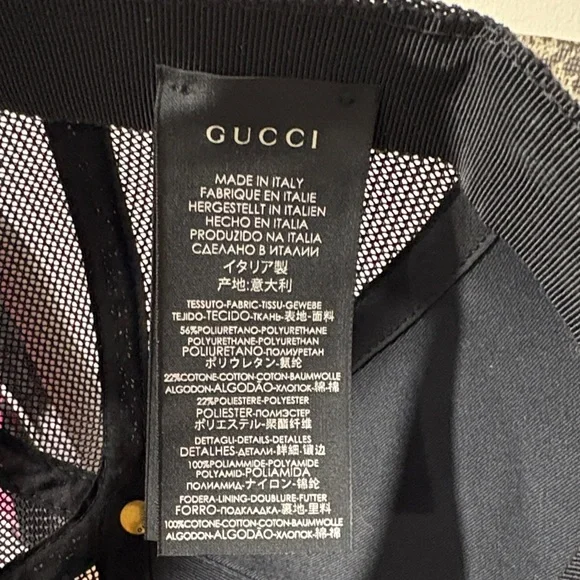 GUCCI
MADE IN ITALY
FABRIQUE EN ITALIE
HERGESTELLT IN ITALIEN
HECHO EN ITALIA
PRODUZIDO NA ITALIA
СДЕЛАНО В ИТАЛИИ
イタリア製
产地:意大利
TESSUTO-FABRIC-TISSU-GEWEBE
TEJIDO-TECIDO-ТКАНЬ-表地-面料
56%POLIURETANO-POLYURETHANE
POLYURETHAN-POLYURETHANE
POLIURETANO-ПОЛИУРЕТАН
ポリウレタン-氨纶
22%COTONE-COTTON-COTON-BAUMWOLLE
ALGODON-ALGODÃO-ХЛОПОК-綿-棉
22%POLIESTERE-POLYESTER
POLIESTER-ПОЛИЭСТЕР
ポリエステル-聚酯纤维
DETTAGLI-DETAILS-DETALLES
DETALHES-ДЕТАЛИ-詳細-镶边
100%POLIAMMIDE-POLYAMIDE
POLYAMID-POLIAMIDA
ПОЛИАМИД-ナイロン-锦纶
FODERA-LINING-DOUBLURE-FUTTER
FORRO-ПОДКЛАДКА-裏地-里料
100%COTONE-COTTON-COTON-BAUMWOLLE
ALGODON-ALGODÃO-ХЛОПОК-綿-棉